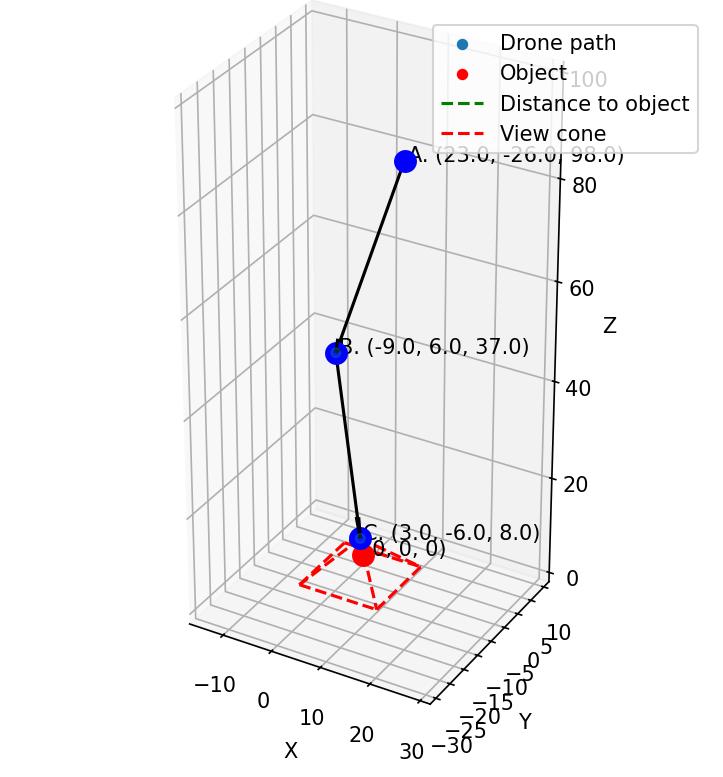 Drone path
Object
Distance to object
View cone
100
A. (23.0, -26.0, 98.0)
80
60
Z
B. (-9.0, 6.0, 37.0)
40
20
C. (3.0, -6.0, 8.0)
0, 0, 0)
0
10
5
0
−5
−10
−15
−20
−25
−30
Y
−10
0
10
20
30
X